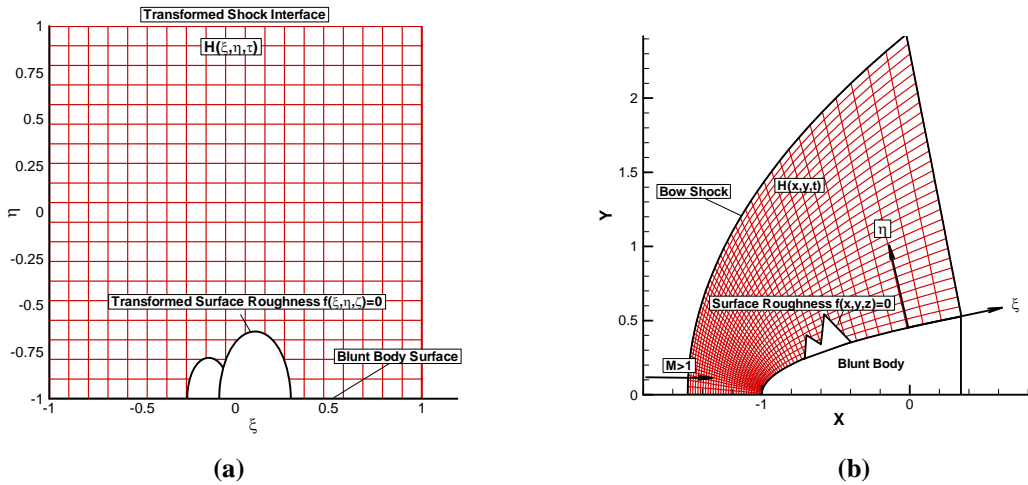 Transformed Shock Interface
1
H(ξ,η,τ)
0.75
0.5
0.25
η
0
-0.25
-0.5
Transformed Surface Roughness f(ξ,η,ζ)=0
-0.75
Blunt Body Surface
-1
-1
-0.5
0
0.5
1
ξ
(a)
2
1.5
H(x,y,t)
Bow Shock
Y
1
η
Surface Roughness f(x,y,z)=0
ξ
0.5
M>1
Blunt Body
0
-1
0
X
(b)